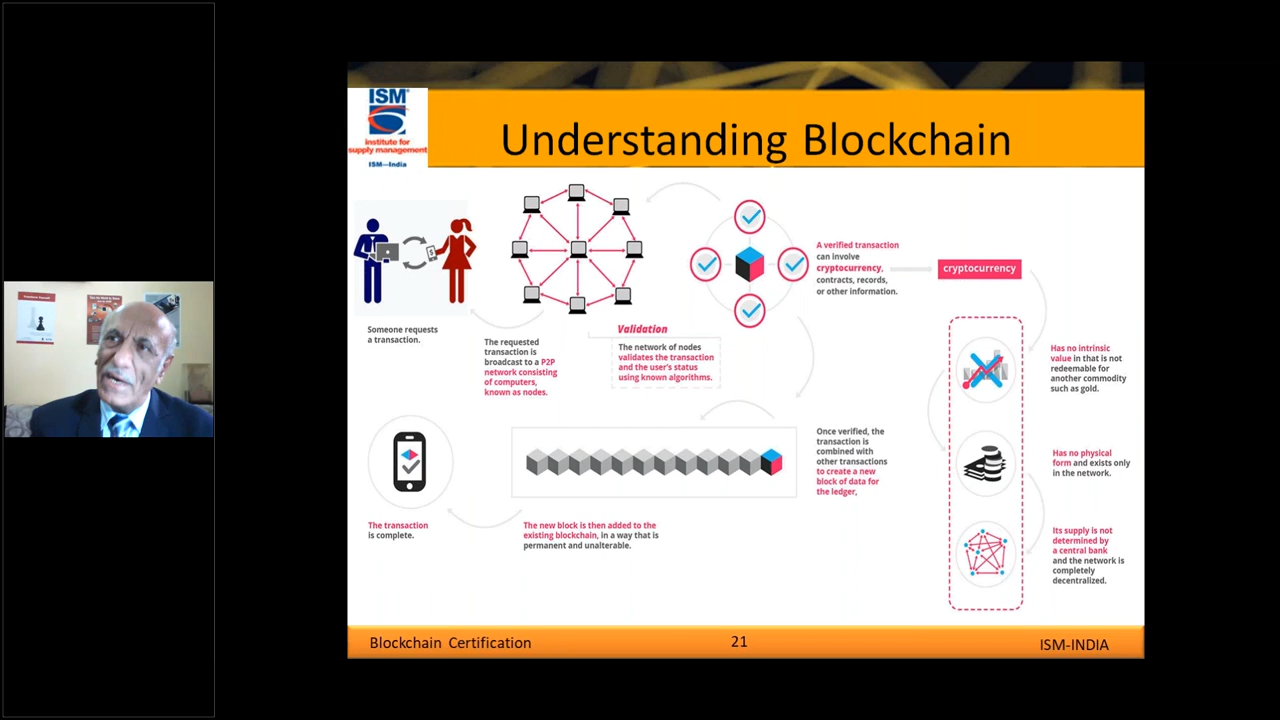 ISM®
institute for
supply management
ISM—India
Understanding Blockchain
Someone requests
a transaction.
The requested
transaction is
broadcast to a P2P
network consisting
of computers,
known as nodes.
Validation
The network of nodes
validates the transaction
and the user's status
using known algorithms.
A verified transaction
can involve
cryptocurrency,
contracts, records,
or other information.
cryptocurrency
Has no intrinsic
value in that is not
redeemable for
another commodity
such as gold.
Has no physical
form and exists only
in the network.
Its supply is not
determined by
a central bank
and the network is
completely
decentralized.
Once verified, the
transaction is
combined with
other transactions
to create a new
block of data for
the ledger,
The new block is then added to the
existing blockchain, in a way that is
permanent and unalterable.
The transaction
is complete.
Blockchain Certification
21
ISM-INDIA